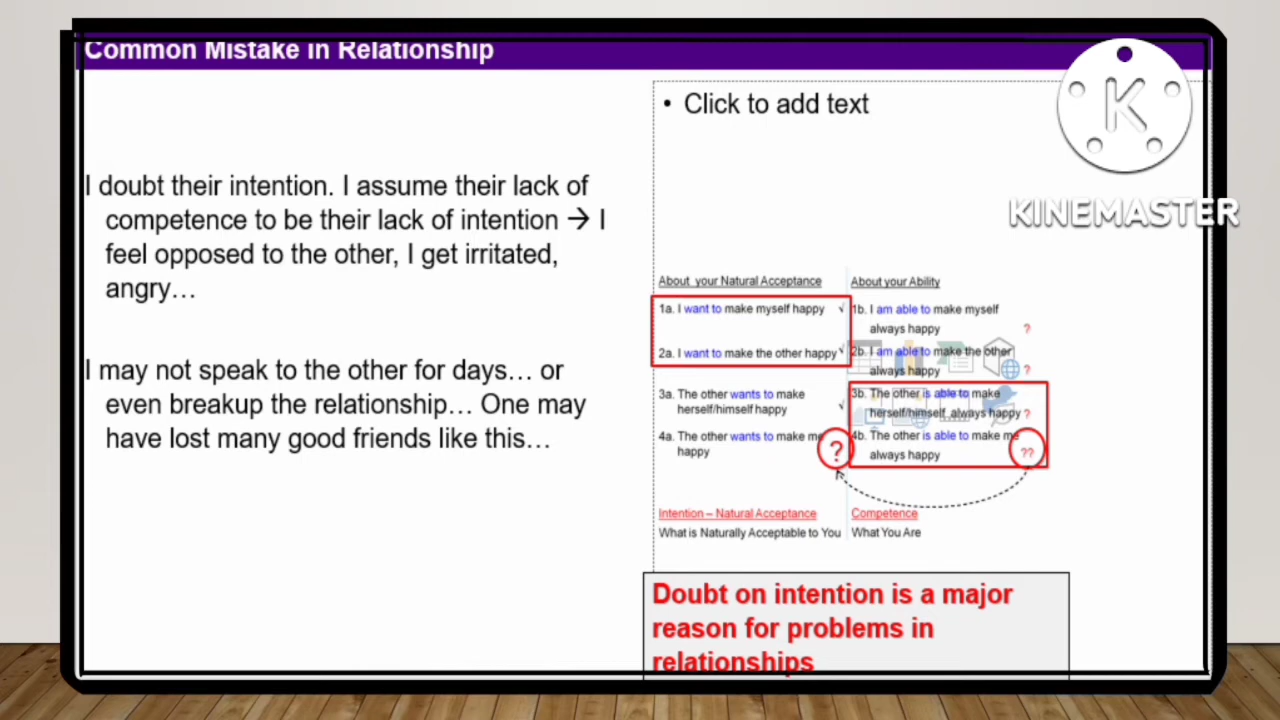 Common Mistake in Relationship
I doubt their intention. I assume their lack of
competence to be their lack of intention → I
feel opposed to the other, I get irritated,
angry…
I may not speak to the other for days… or
even breakup the relationship… One may
have lost many good friends like this…
• Click to add text
K
KINEMASTER
About your Natural Acceptance
1a. I want to make myself happy √
2a. I want to make the other happy √
3a. The other wants to make
herself/himself happy √
4a. The other wants to make me ?
happy
Intention – Natural Acceptance
What is Naturally Acceptable to You
About your Ability
1b. I am able to make myself
always happy ?
2b. I am able to make the other
always happy ?
3b. The other is able to make
herself/himself always happy ?
4b. The other is able to make me
always happy ??
Competence
What You Are
Doubt on intention is a major
reason for problems in
relationships